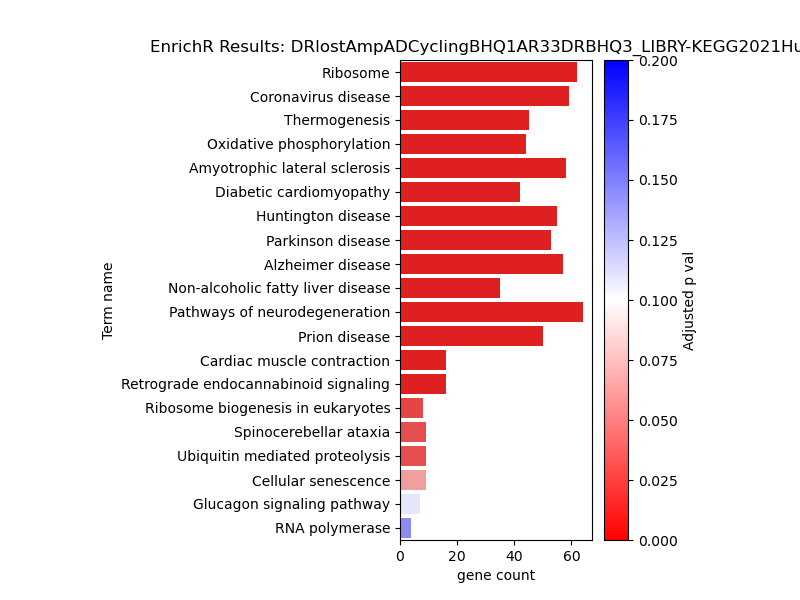 EnrichR Results: DRlostAmpADCyclingBHQ1AR33DRBHQ3_LIBRY-KEGG2021Hu
Ribosome
Coronavirus disease
Thermogenesis
Oxidative phosphorylation
Amyotrophic lateral sclerosis
Diabetic cardiomyopathy
Huntington disease
Parkinson disease
Alzheimer disease
Non-alcoholic fatty liver disease
Pathways of neurodegeneration
Prion disease
Cardiac muscle contraction
Retrograde endocannabinoid signaling
Ribosome biogenesis in eukaryotes
Spinocerebellar ataxia
Ubiquitin mediated proteolysis
Cellular senescence
Glucagon signaling pathway
RNA polymerase
Term name
0 20 40 60
gene count
0.200
0.175
0.150
0.125
0.100
0.075
0.050
0.025
0.000
Adjusted p val